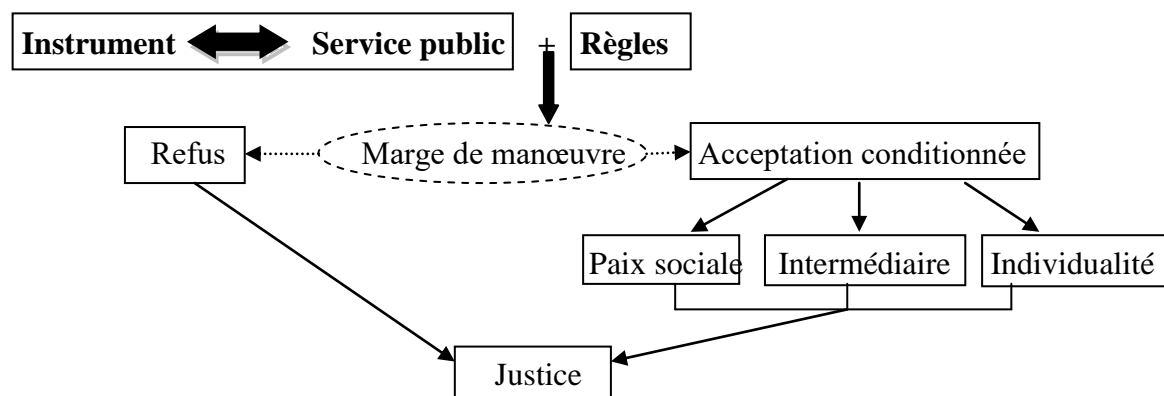 Instrument Service public + Règles
Refus Marge de manœuvre Acceptation conditionnée
Paix sociale Intermédiaire Individualité
Justice